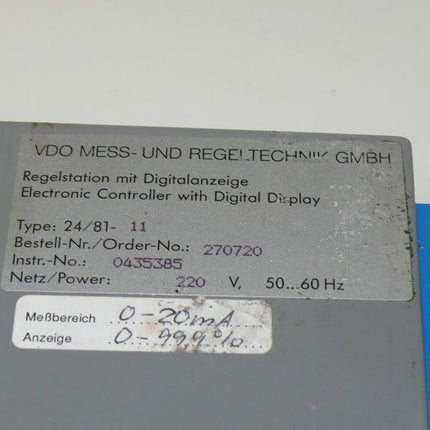 VDO MESS- UND REGELTECHNIK GMBH
Regelstation mit Digitalanzeige
Electronic Controller with Digital Display
Type: 24/81- 11
Bestell-Nr./Order-No.: 270720
Instr.-No.: 0435385
Netz/Power: 220 V, 50...60 Hz
Meßbereich 0-20mA
Anzeige 0-99,9%